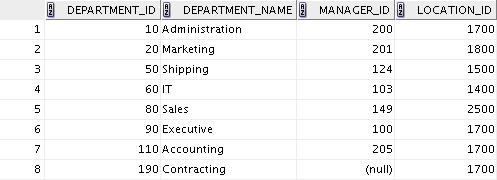 DEPARTMENT_ID DEPARTMENT_NAME MANAGER_ID LOCATION_ID
1 10 Administration 200 1700
2 20 Marketing 201 1800
3 50 Shipping 124 1500
4 60 IT 103 1400
5 80 Sales 149 2500
6 90 Executive 100 1700
7 110 Accounting 205 1700
8 190 Contracting (null) 1700